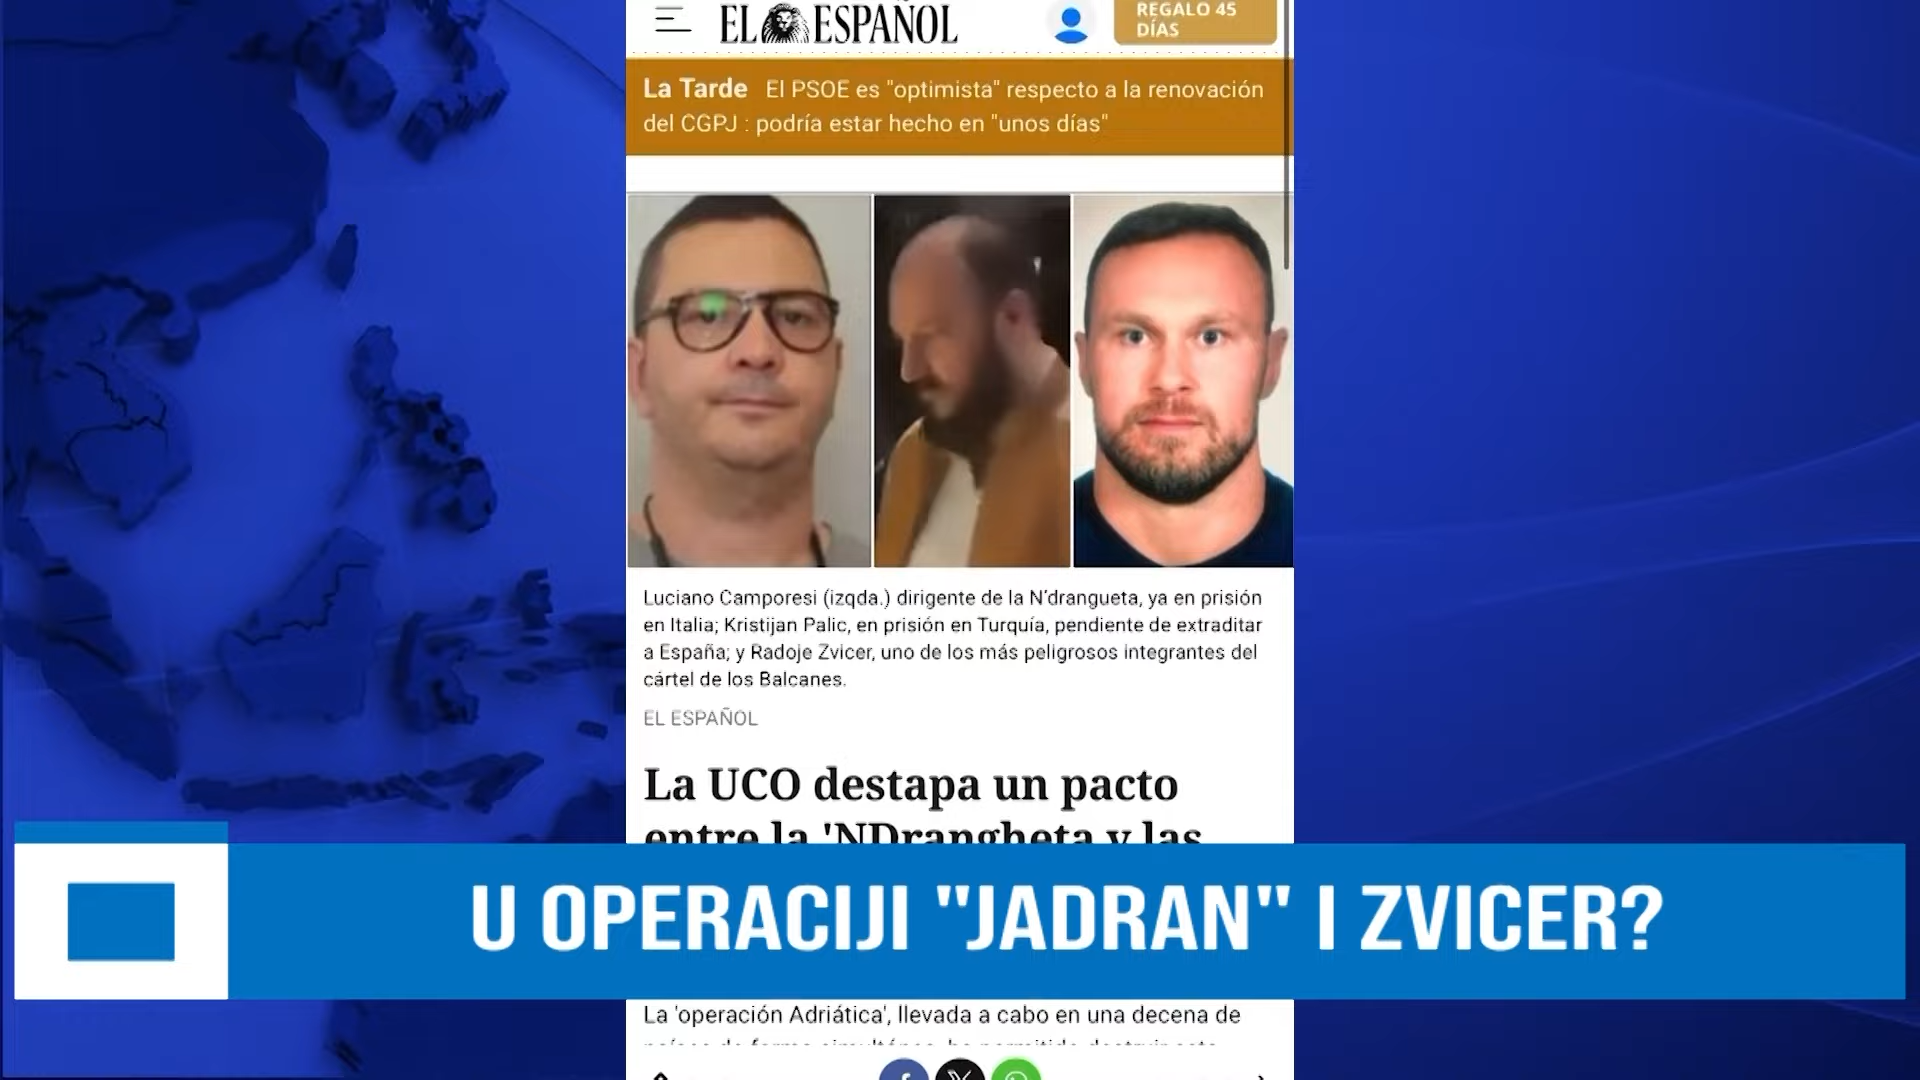 EL ESPAÑOL
REGALO 45
DÍAS
La Tarde El PSOE es "optimista" respecto a la renovación
del CGPJ : podría estar hecho en "unos días"
Luciano Camporesi (izqda.) dirigente de la N'drangueta, ya en prisión
en Italia; Kristijan Palic, en prisión en Turquía, pendiente de extraditar
a España; y Radoje Zvicer, uno de los más peligrosos integrantes del
cártel de los Balcanes.
EL ESPAÑOL
La UCO destapa un pacto
entre la 'NDrangheta y las
U OPERACIJI "JADRAN" I ZVICER?
La 'operación Adriática', llevada a cabo en una decena de